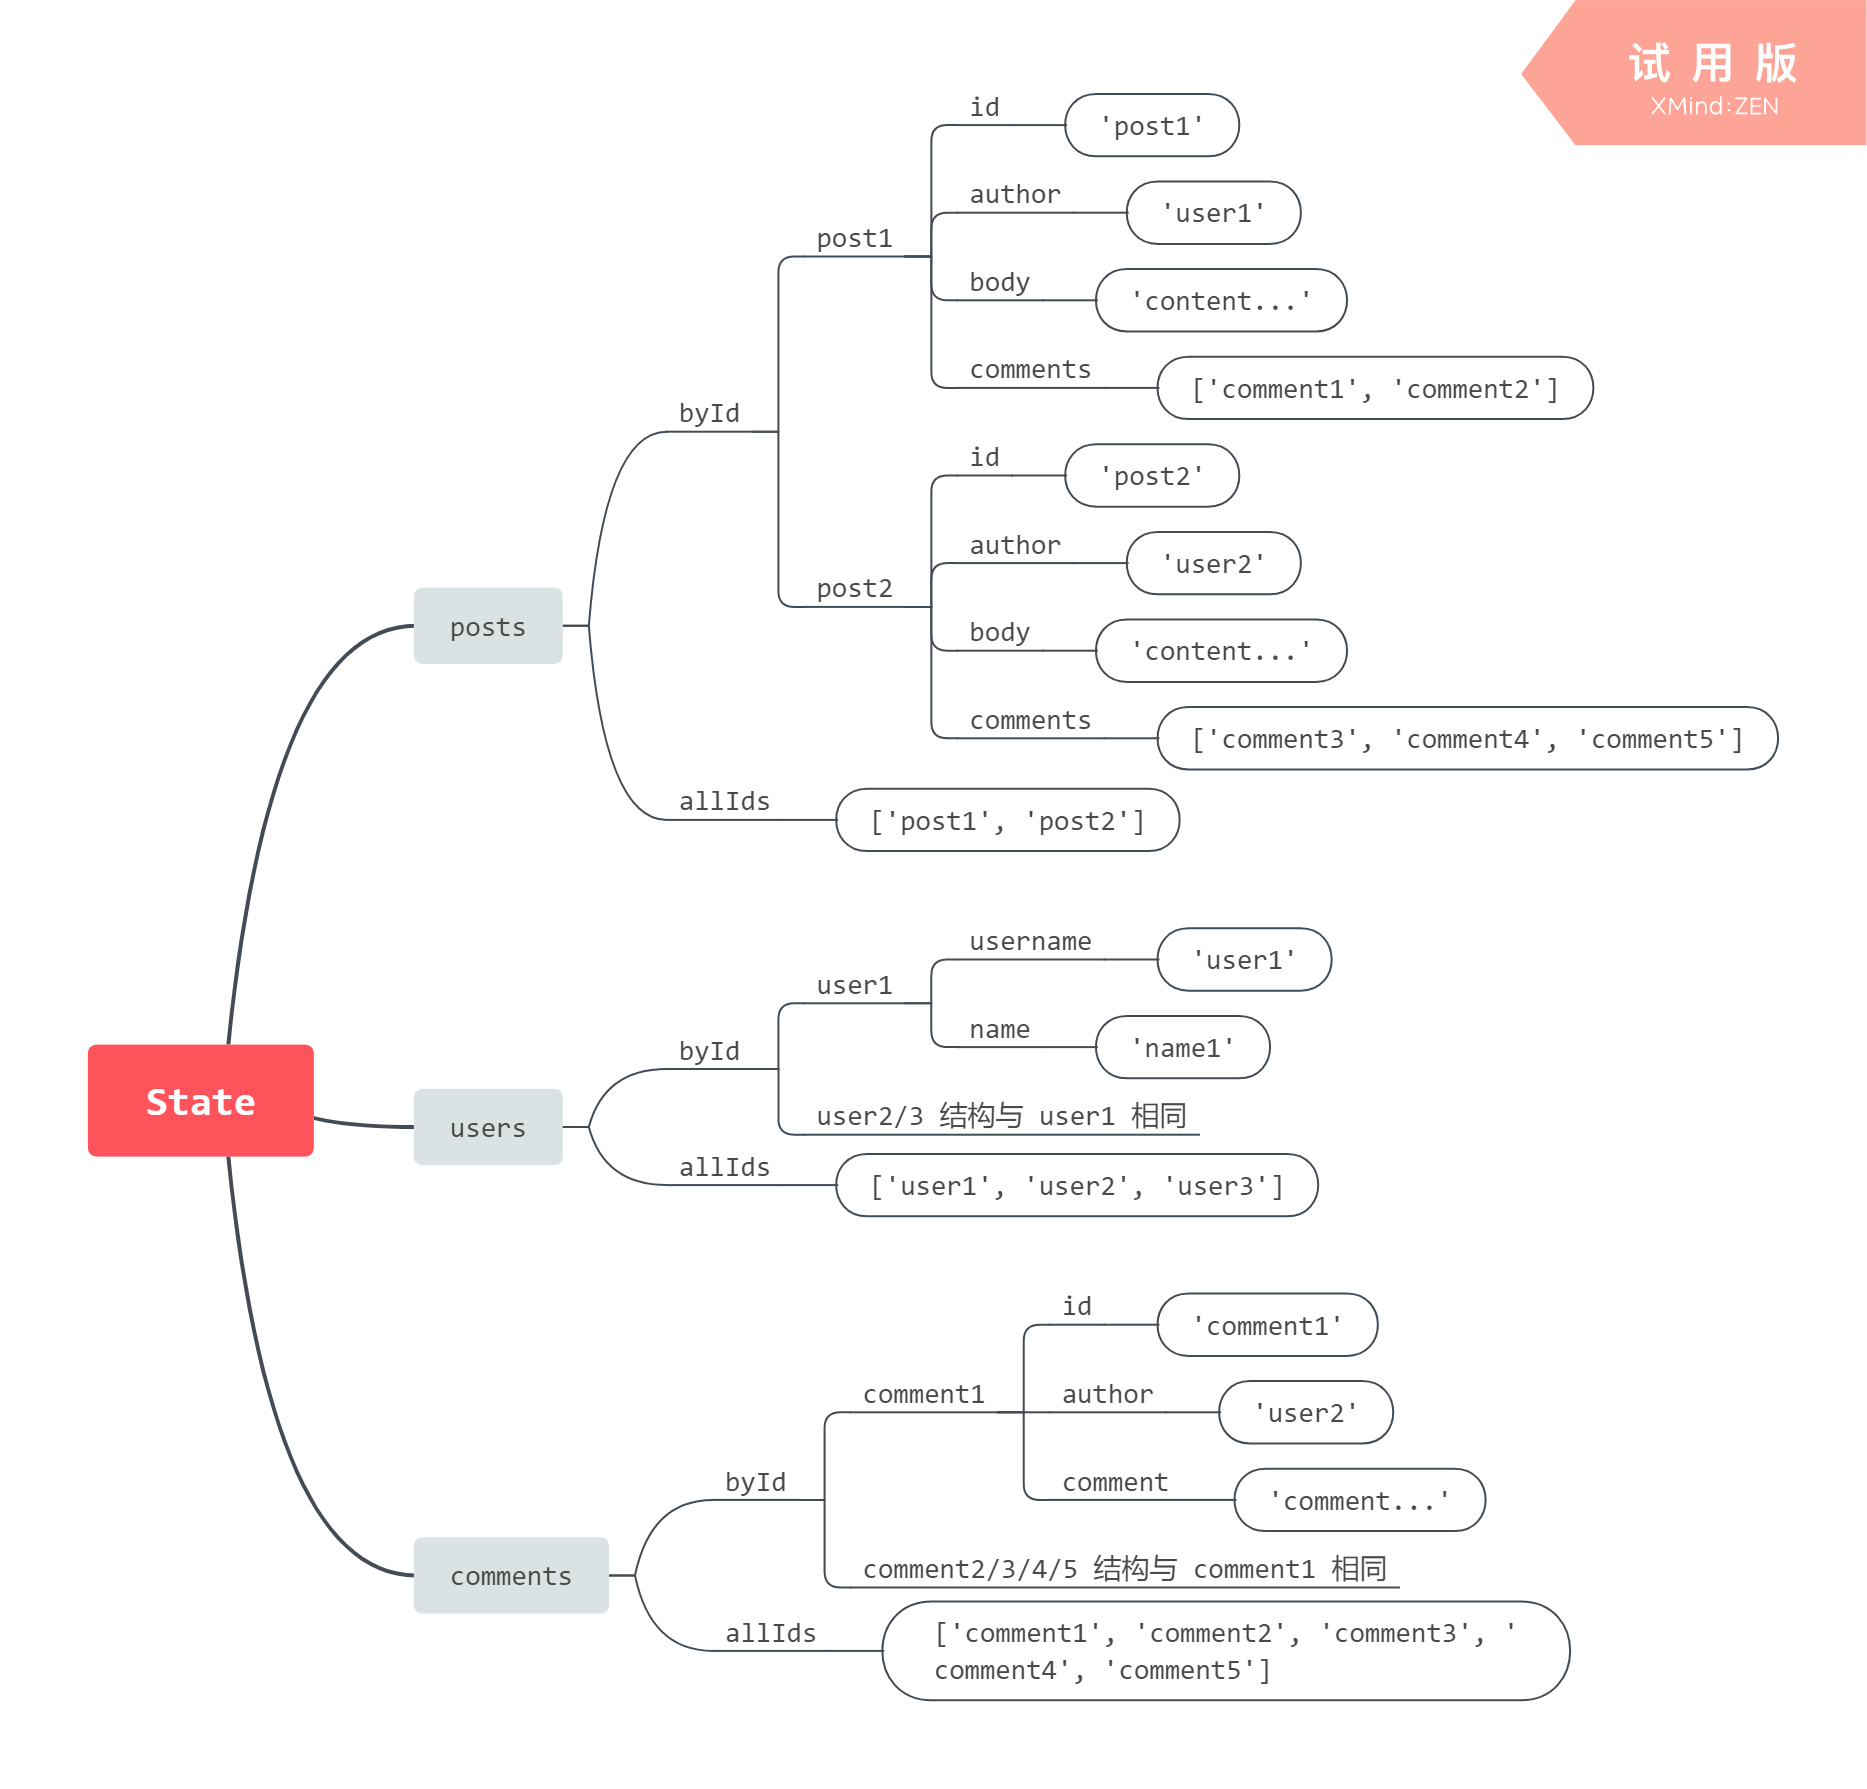 试 用 版
XMind:ZEN
State
posts
byId
post1
id
'post1'
author
'user1'
body
'content...'
comments
['comment1', 'comment2']
post2
id
'post2'
author
'user2'
body
'content...'
comments
['comment3', 'comment4', 'comment5']
allIds
['post1', 'post2']
users
byId
user1
username
'user1'
name
'name1'
user2/3 结构与 user1 相同
allIds
['user1', 'user2', 'user3']
comments
byId
comment1
id
'comment1'
author
'user2'
comment
'comment...'
comment2/3/4/5 结构与 comment1 相同
allIds
['comment1', 'comment2', 'comment3', '
comment4', 'comment5']